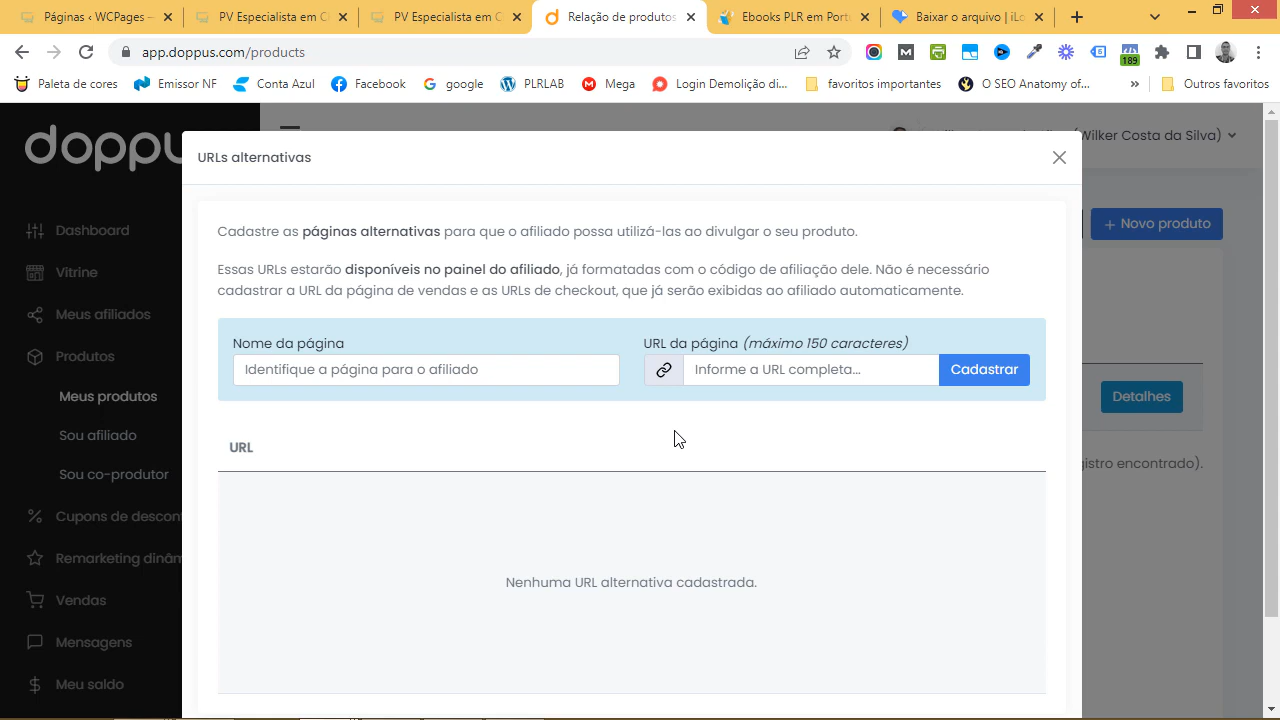 Páginas ‹ WCPages –
PV Especialista em C
PV Especialista em C
Relação de produtos
Ebooks PLR em Port
Baixar o arquivo | iLo
app.doppus.com/products
189
Paleta de cores
Emissor NF
Conta Azul
Facebook
google
PLRLAB
Mega
Login Demolição di...
favoritos importantes
O SEO Anatomy of...
»
Outros favoritos
doppu
(Wilker Costa da Silva)
URLs alternativas
+ Novo produto
Cadastre as páginas alternativas para que o afiliado possa utilizá-las ao divulgar o seu produto.
Essas URLs estarão disponíveis no painel do afiliado, já formatadas com o código de afiliação dele. Não é necessário
cadastrar a URL da página de vendas e as URLs de checkout, que já serão exibidas ao afiliado automaticamente.
Nome da página
URL da página (máximo 150 caracteres)
Identifique a página para o afiliado
Informe a URL completa...
Cadastrar
URL
Nenhuma URL alternativa cadastrada.
Dashboard
Vitrine
Meus afiliados
Produtos
Meus produtos
Sou afiliado
Sou co-produtor
Cupons de descont
Remarketing dinâm
Vendas
Mensagens
Meu saldo
Detalhes
gistro encontrado).